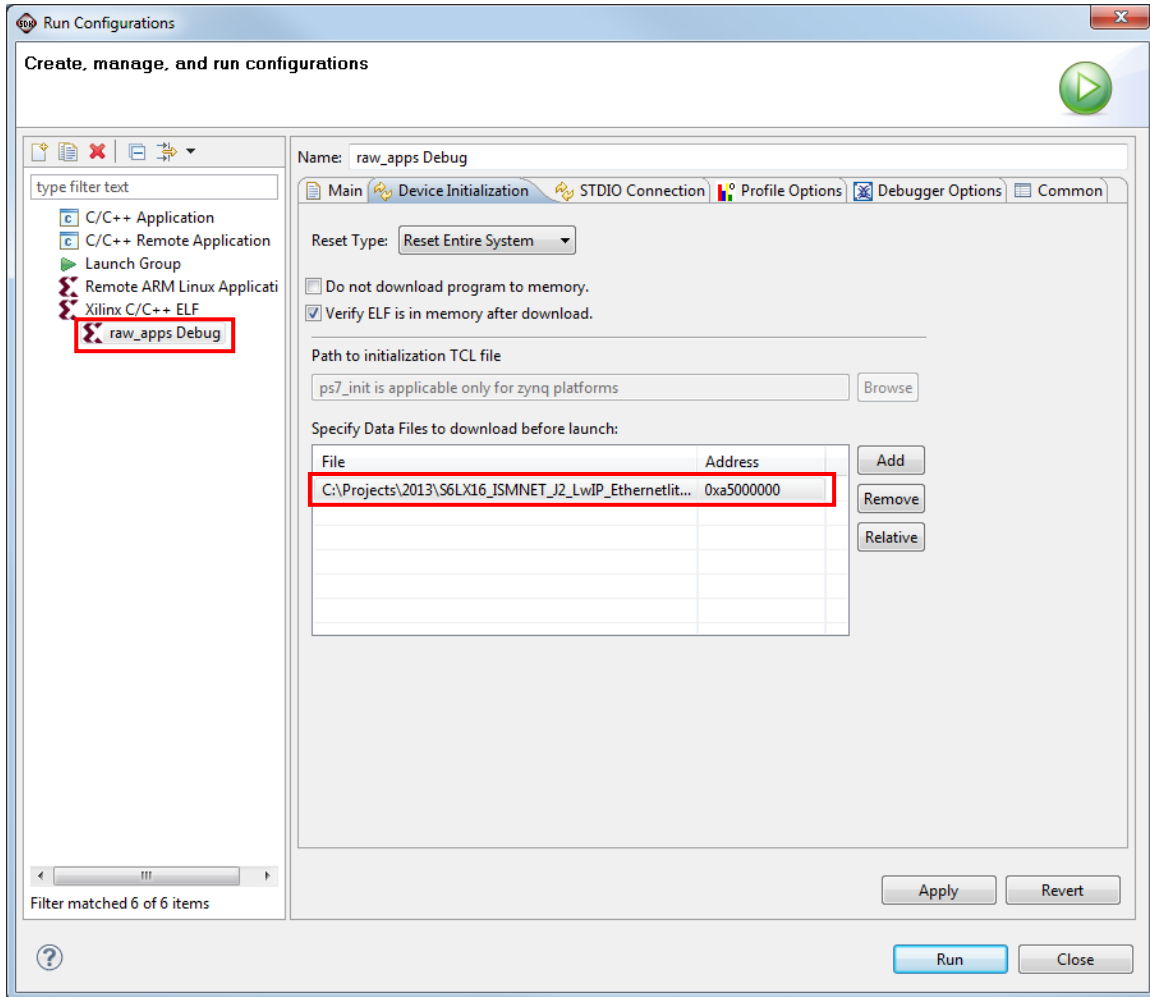 SDK Run Configurations
Create, manage, and run configurations
type filter text
C/C++ Application
C/C++ Remote Application
Launch Group
Remote ARM Linux Applicati
Xilinx C/C++ ELF
raw_apps Debug
Filter matched 6 of 6 items
Name: raw_apps Debug
Main Device Initialization STDIO Connection Profile Options Debugger Options Common
Reset Type: Reset Entire System
Do not download program to memory.
Verify ELF is in memory after download.
Path to initialization TCL file
ps7_init is applicable only for zynq platforms Browse
Specify Data Files to download before launch:
File Address Add
C:\Projects\2013\S6LX16_ISMNET_J2_LwIP_Ethernetlit... 0xa5000000
Remove
Relative
Apply Revert
Run Close